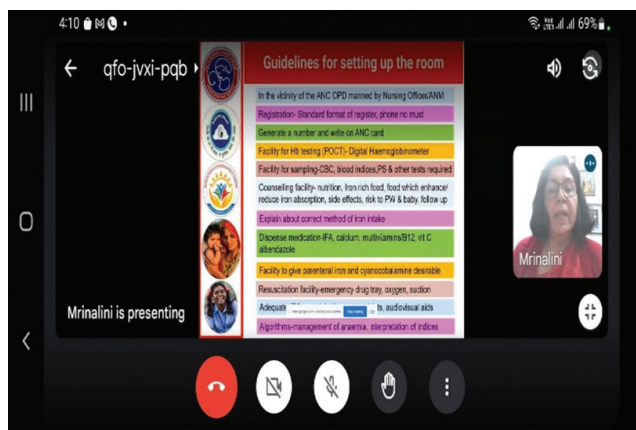 4:10
69%
qfo-jvxi-pqb
Guidelines for setting up the room
In the vicinity of the ANC OPD manned by Nursing Officer/ANM
Registration- Standard format of register, phone no must
Generate a number and write on ANC card
Facility for Hb testing (POCT)- Digital Haemoglobinometer
Facility for sampling-CBC, blood indices,PS & other tests required
Counselling facility- nutrition, Iron rich food, food which enhance/
reduce iron absorption, side effects, risk to PW & baby, follow up
Explain about correct method of iron intake
Dispense medication-IFA, calcium, multivitamins/B12, vit C
albendazole
Facility to give parenteral iron and cyanocobalamine desirable
Resuscitation facility-emergency drug tray, oxygen, suction
Adequate ts, audiovisual aids
Algorithms-management of anaemia, interpretation of indices
Mrinalini
Mrinalini is presenting